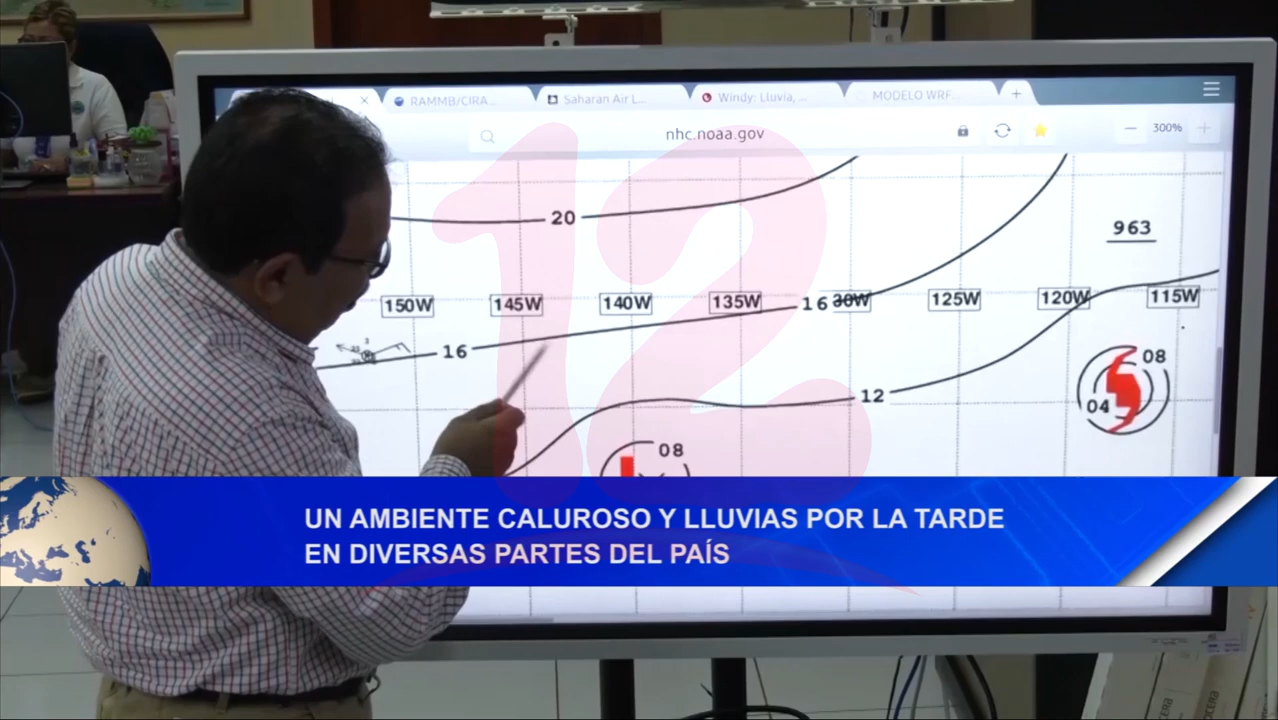 RAMMB/CIRA...
Saharan Air L...
Windy: Lluvia, ...
MODELO WRF...
nhc.noaa.gov
300%
20
963
150W
145W
140W
135W
16
30W
125W
120W
115W
16
12
08
04
08
12
UN AMBIENTE CALUROSO Y LLUVIAS POR LA TARDE
EN DIVERSAS PARTES DEL PAÍS